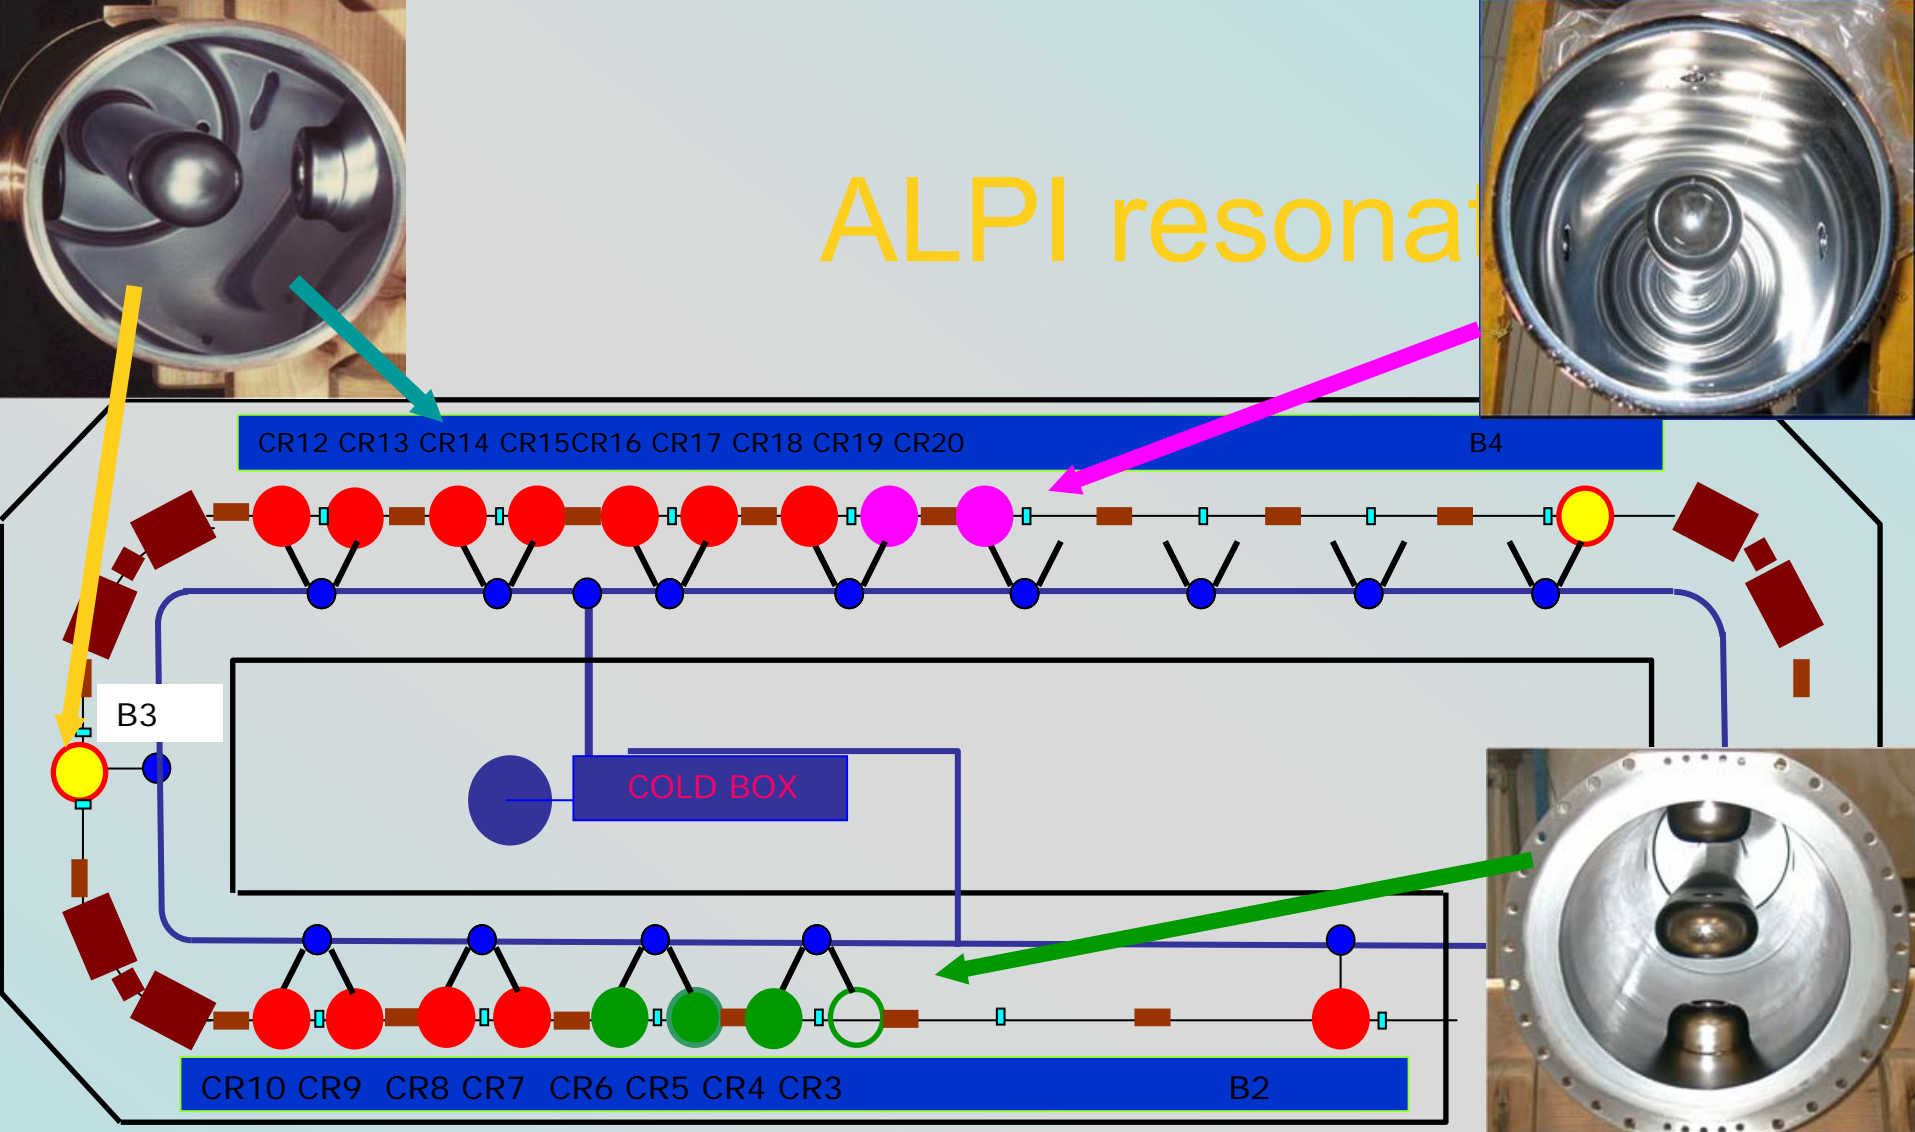 ALPI resonat
CR12 CR13 CR14 CR15CR16 CR17 CR18 CR19 CR20 B4
B3
COLD BOX
CR10 CR9 CR8 CR7 CR6 CR5 CR4 CR3 B2